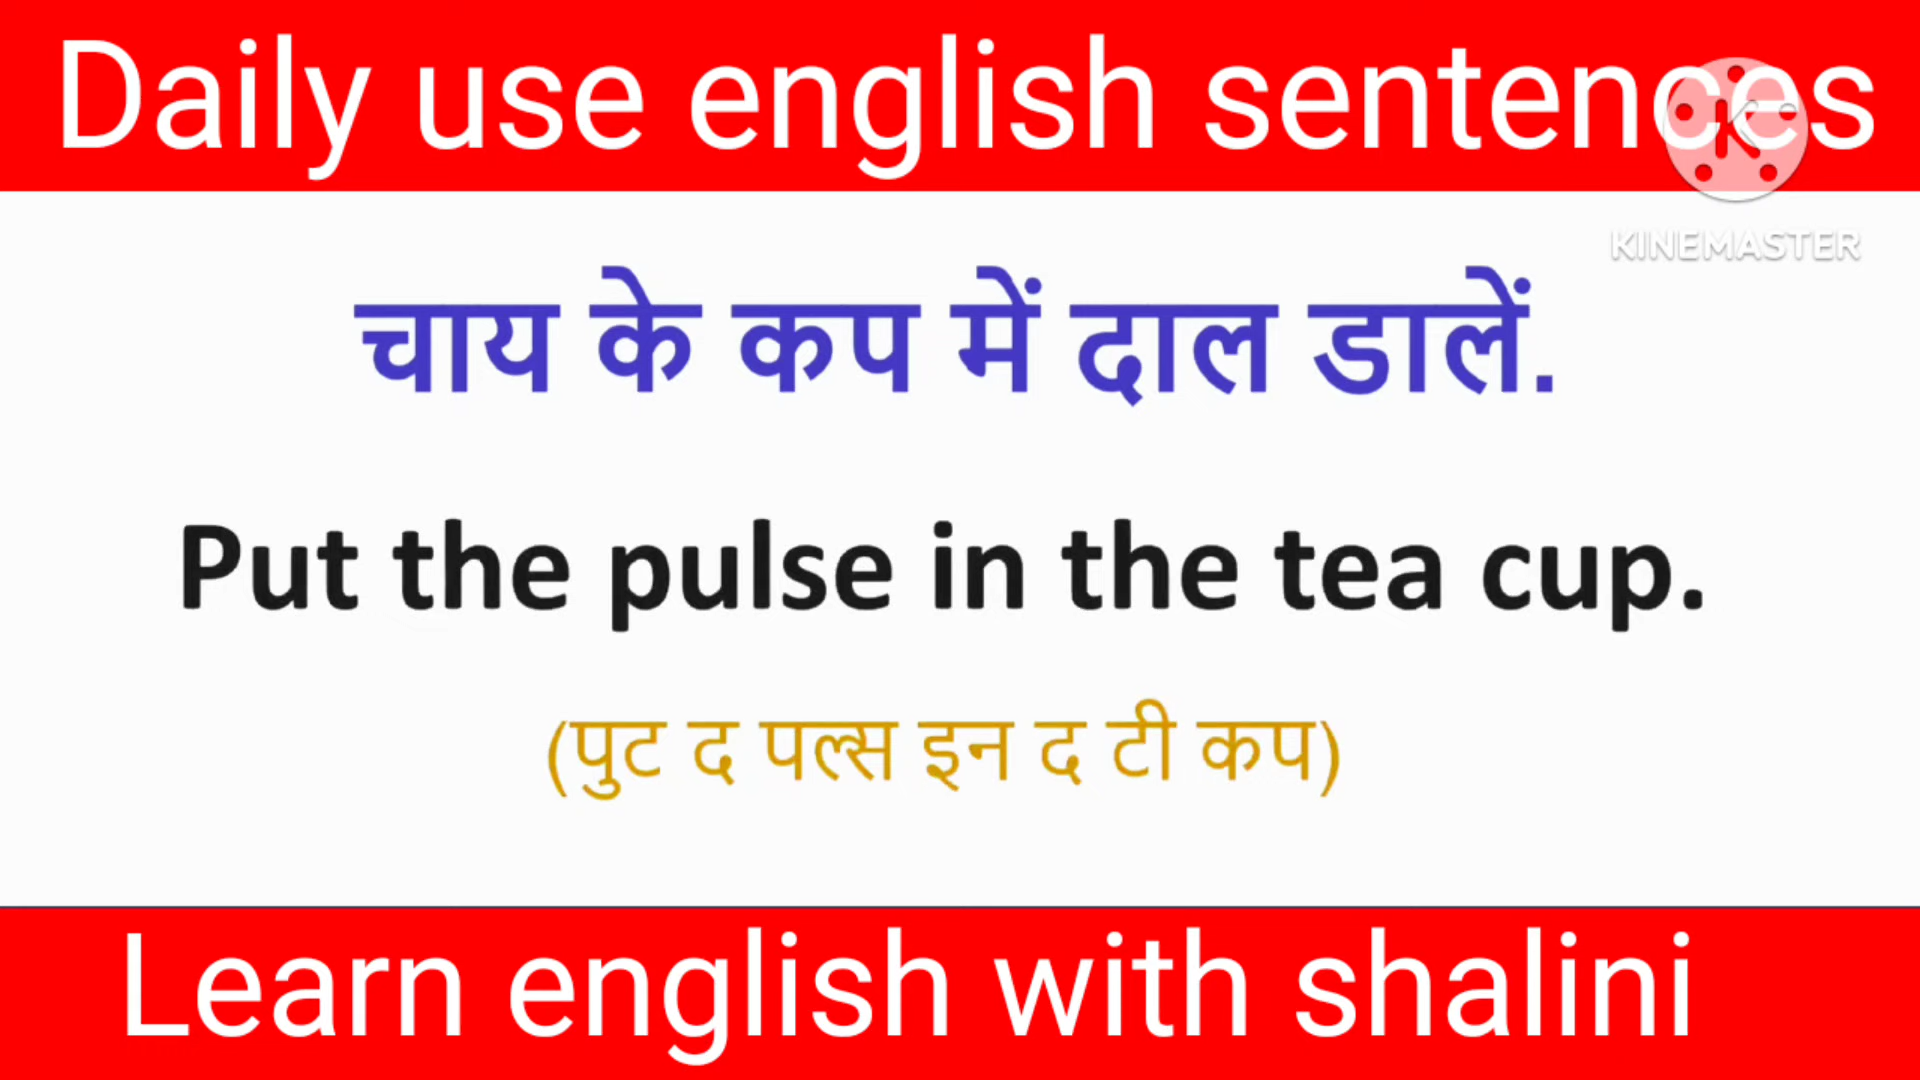 Daily use english sentences
KINEMASTER
चाय के कप में दाल डालें.
Put the pulse in the tea cup.
(पुट द पल्स इन द टी कप)
Learn english with shalini